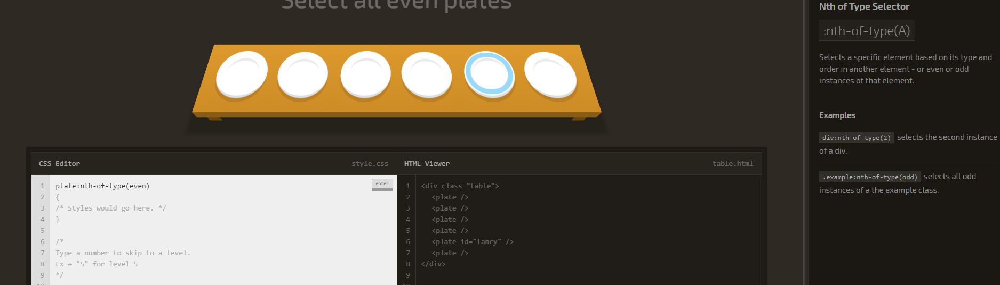 Select all even plates
CSS Editor
style.css
1 plate:nth-of-type(even)
enter
2 {
3 /* Styles would go here. */
4 }
5
6 /*
7 Type a number to skip to a level.
8 Ex → "5" for level 5
9 */
10
HTML Viewer
table.html
1 <div class="table">
2 <plate />
3 <plate />
4 <plate />
5 <plate />
6 <plate id="fancy" />
7 <plate />
8 </div>
9
10
Nth of Type Selector
:nth-of-type(A)
Selects a specific element based on its type and
order in another element - or even or odd
instances of that element.
Examples
div:nth-of-type(2) selects the second instance
of a div.
.example:nth-of-type(odd) selects all odd
instances of a the example class.